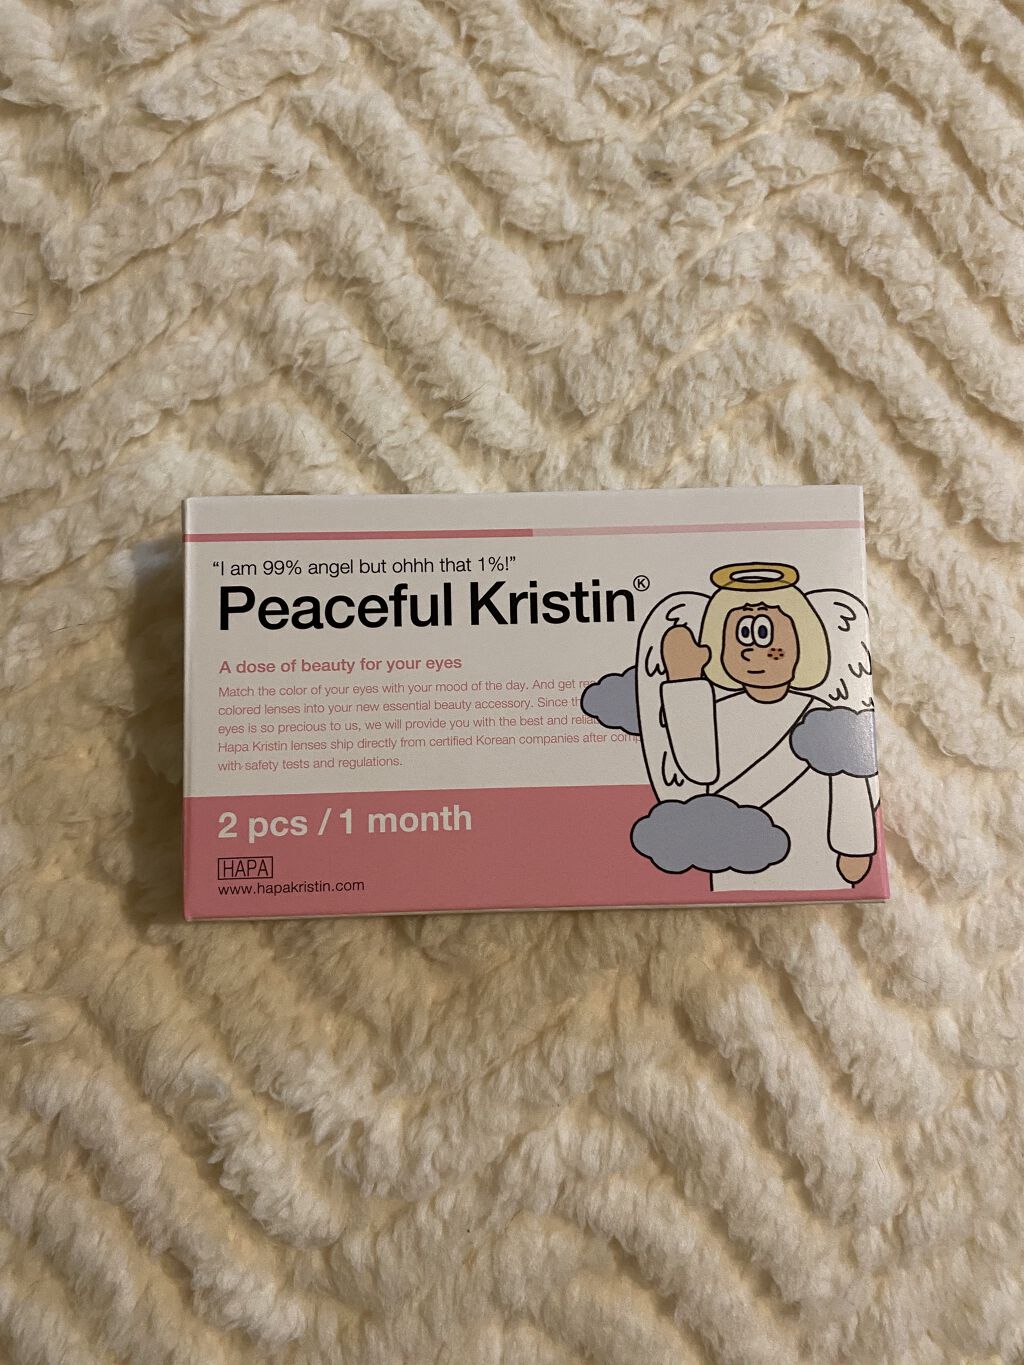 “I am 99% angel but ohhh that 1%!”
Peaceful Kristin®
A dose of beauty for your eyes
Match the color of your eyes with your mood of the day. And get
colored lenses into your new essential beauty accessory. Since
eyes is so precious to us, we will provide you with the best and
Hapa Kristin lenses ship directly from certified Korean companies after
with safety tests and regulations.
2 pcs / 1 month
HAPA
www.hapakristin.com